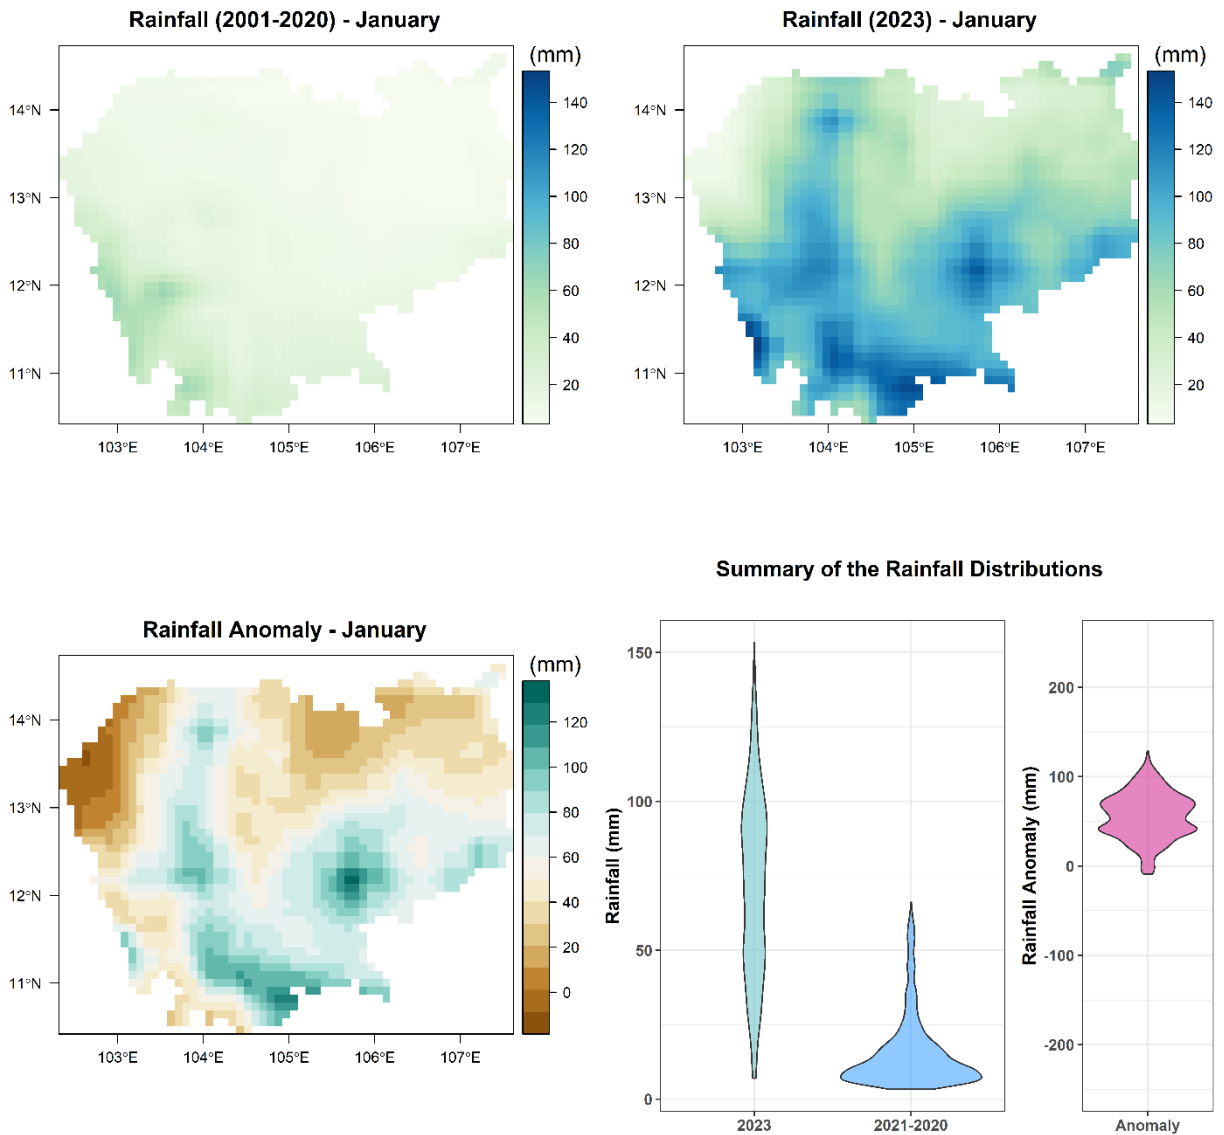 Rainfall (2001-2020) - January
(mm)
14°N
13°N
12°N
11°N
140
120
100
80
60
40
20
103°E 104°E 105°E 106°E 107°E
Rainfall (2023) - January
(mm)
14°N
13°N
12°N
11°N
140
120
100
80
60
40
20
103°E 104°E 105°E 106°E 107°E
Rainfall Anomaly - January
(mm)
14°N
13°N
12°N
11°N
120
100
80
60
40
20
0
103°E 104°E 105°E 106°E 107°E
Summary of the Rainfall Distributions
Rainfall (mm)
150
100
50
0
2023 2021-2020
Rainfall Anomaly (mm)
200
100
0
-100
-200
Anomaly